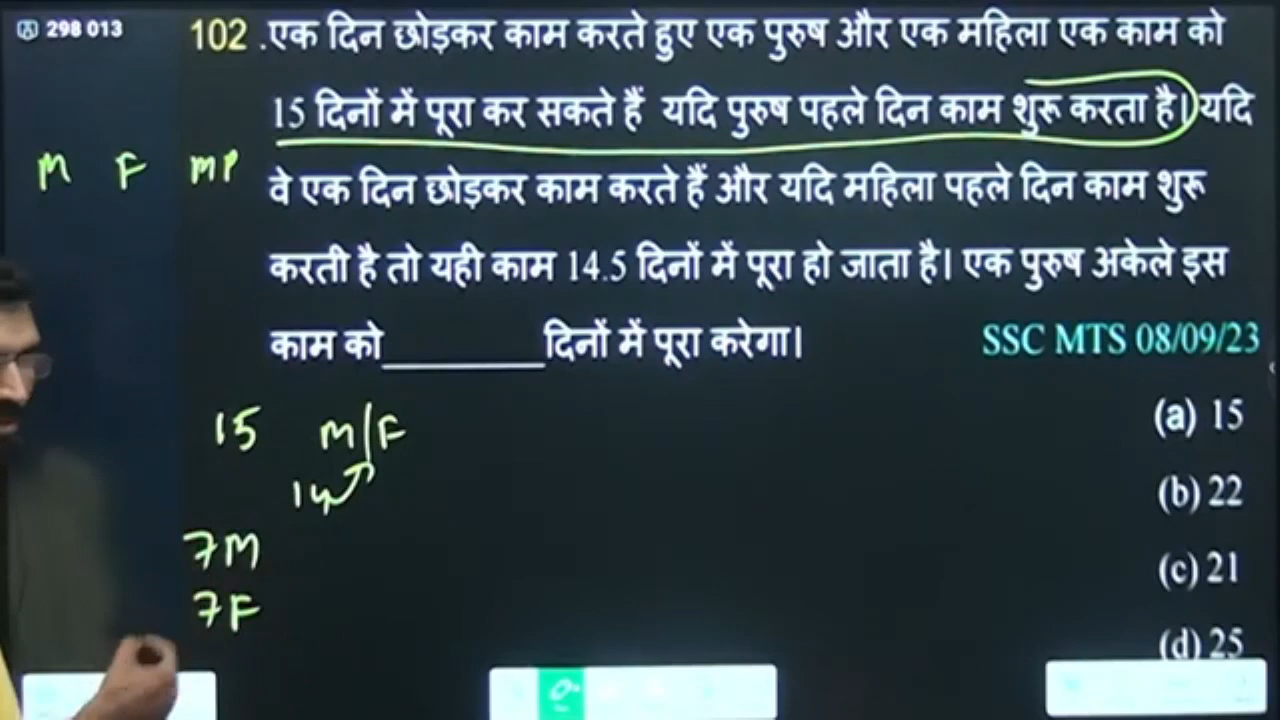 298 013
102 .एक दिन छोड़कर काम करते हुए एक पुरुष और एक महिला एक काम को
15 दिनों में पूरा कर सकते हैं यदि पुरुष पहले दिन काम शुरू करता है। यदि
M F MP
वे एक दिन छोड़कर काम करते हैं और यदि महिला पहले दिन काम शुरू
करती है तो यही काम 14.5 दिनों में पूरा हो जाता है। एक पुरुष अकेले इस
काम को_________दिनों में पूरा करेगा।
SSC MTS 08/09/23
15 M/F
14
7M
7F
(a) 15
(b) 22
(c) 21
(d) 25